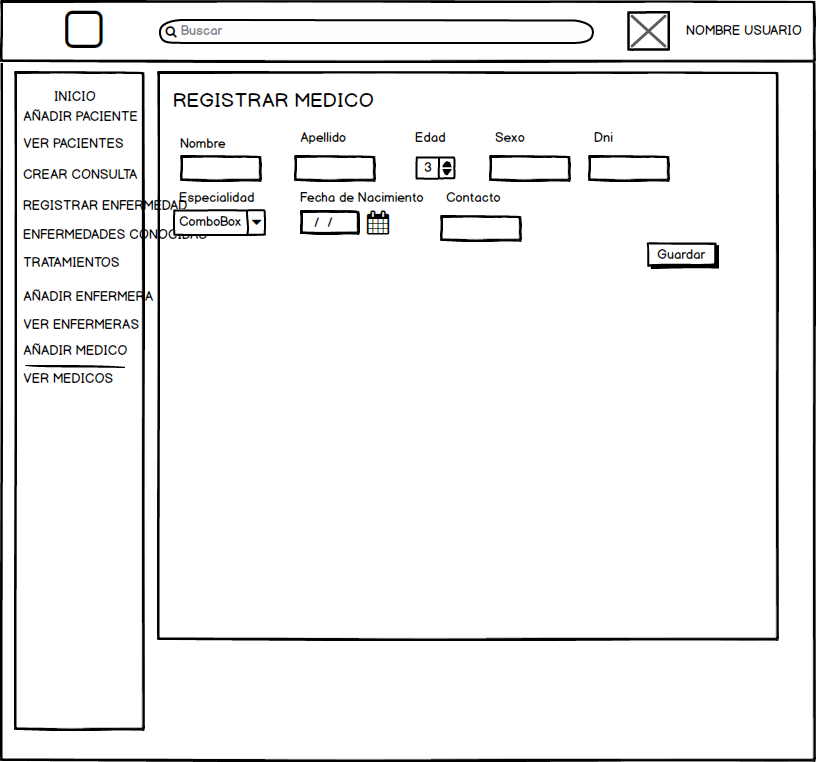 Buscar
NOMBRE USUARIO
INICIO
AÑADIR PACIENTE
VER PACIENTES
CREAR CONSULTA
REGISTRAR ENFERMEDAD
ENFERMEDADES CONOCIDAS
TRATAMIENTOS
AÑADIR ENFERMERA
VER ENFERMERAS
AÑADIR MEDICO
VER MEDICOS
REGISTRAR MEDICO
Nombre
Apellido
Edad
Sexo
Dni
3
Especialidad
Fecha de Nacimiento
Contacto
ComboBox
/ /
Guardar